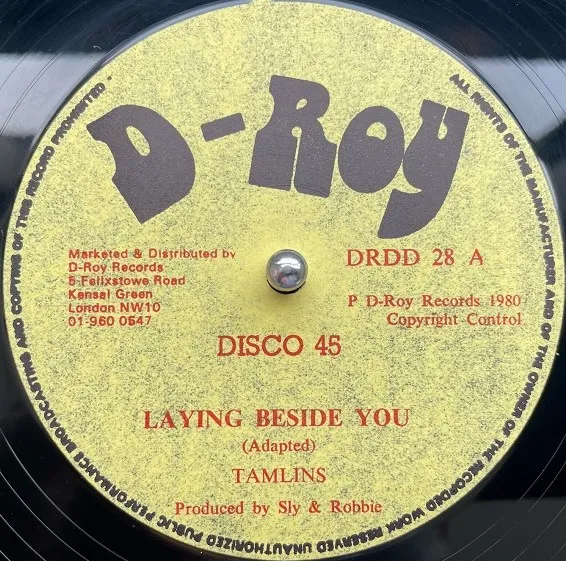 D-Roy
Marketed & Distributed by
D-Roy Records
5 Felixstowe Road
Kensal Green
London NW10
01-960 0647
DRDD 28 A
P D-Roy Records 1980
Copyright Control
DISCO 45
LAYING BESIDE YOU
(Adapted)
TAMLINS
Produced by Sly & Robbie
ALL RIGHTS OF THE MANUFACTURER AND OF THE OWNER OF THE RECORDED WORK RESERVED UNAUTHORIZED PUBLIC PERFORMANCE BROADCASTING AND COPYING OF THIS RECORD PROHIBITED -